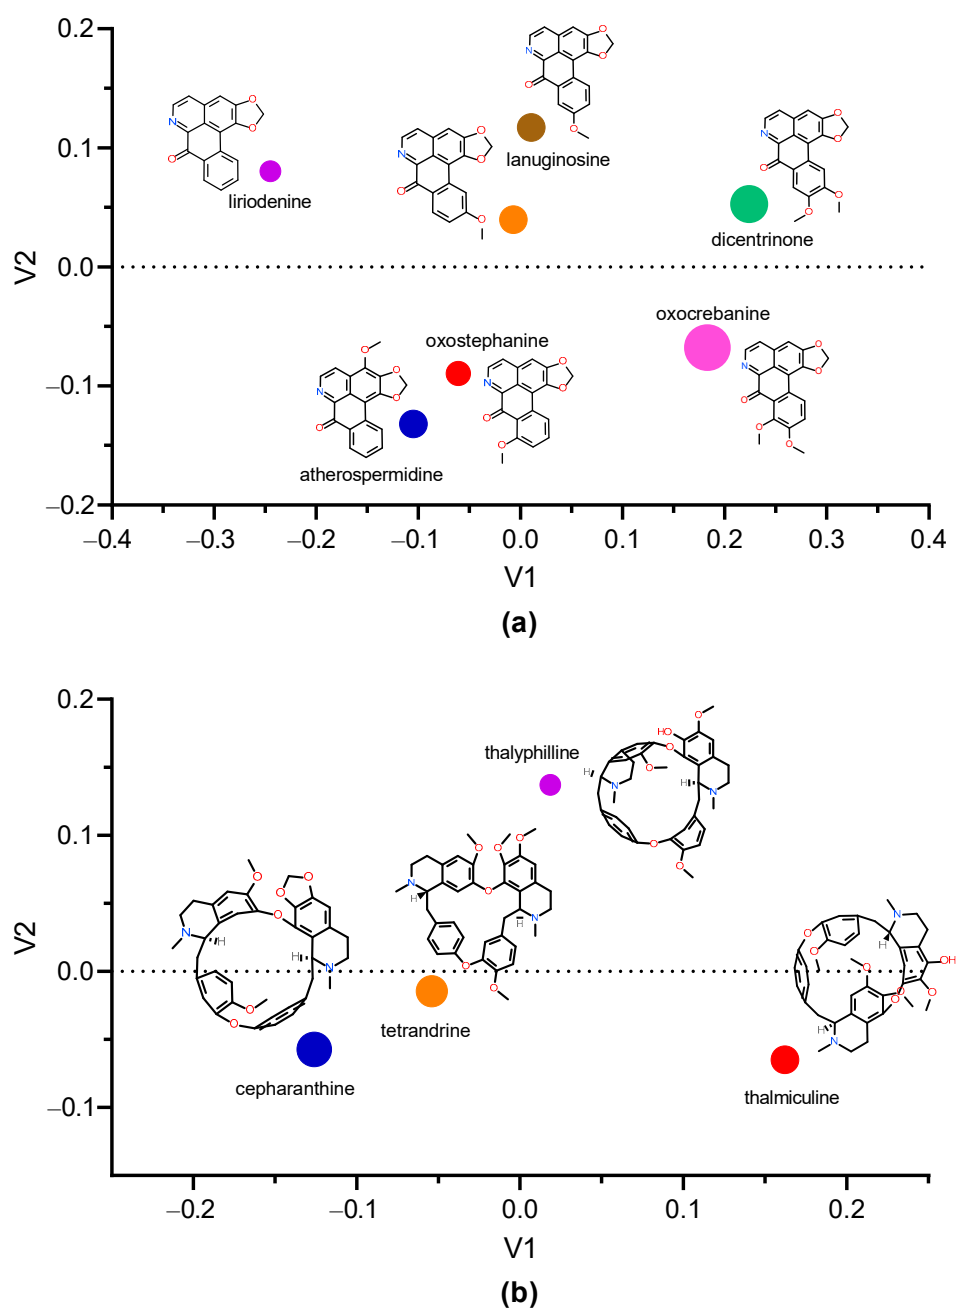 0.2
0.1
0.0
−0.1
−0.2
V2
liriodenine
lanuginosine
dicentrinone
oxocrebanine
oxostephanine
atherospermidine
−0.4
−0.3
−0.2
−0.1
0.0
0.1
0.2
0.3
0.4
V1
(a)
0.2
0.1
0.0
−0.1
V2
thalyphilline
tetrandrine
cepharanthine
thalmiculine
−0.2
−0.1
0.0
0.1
0.2
V1
(b)